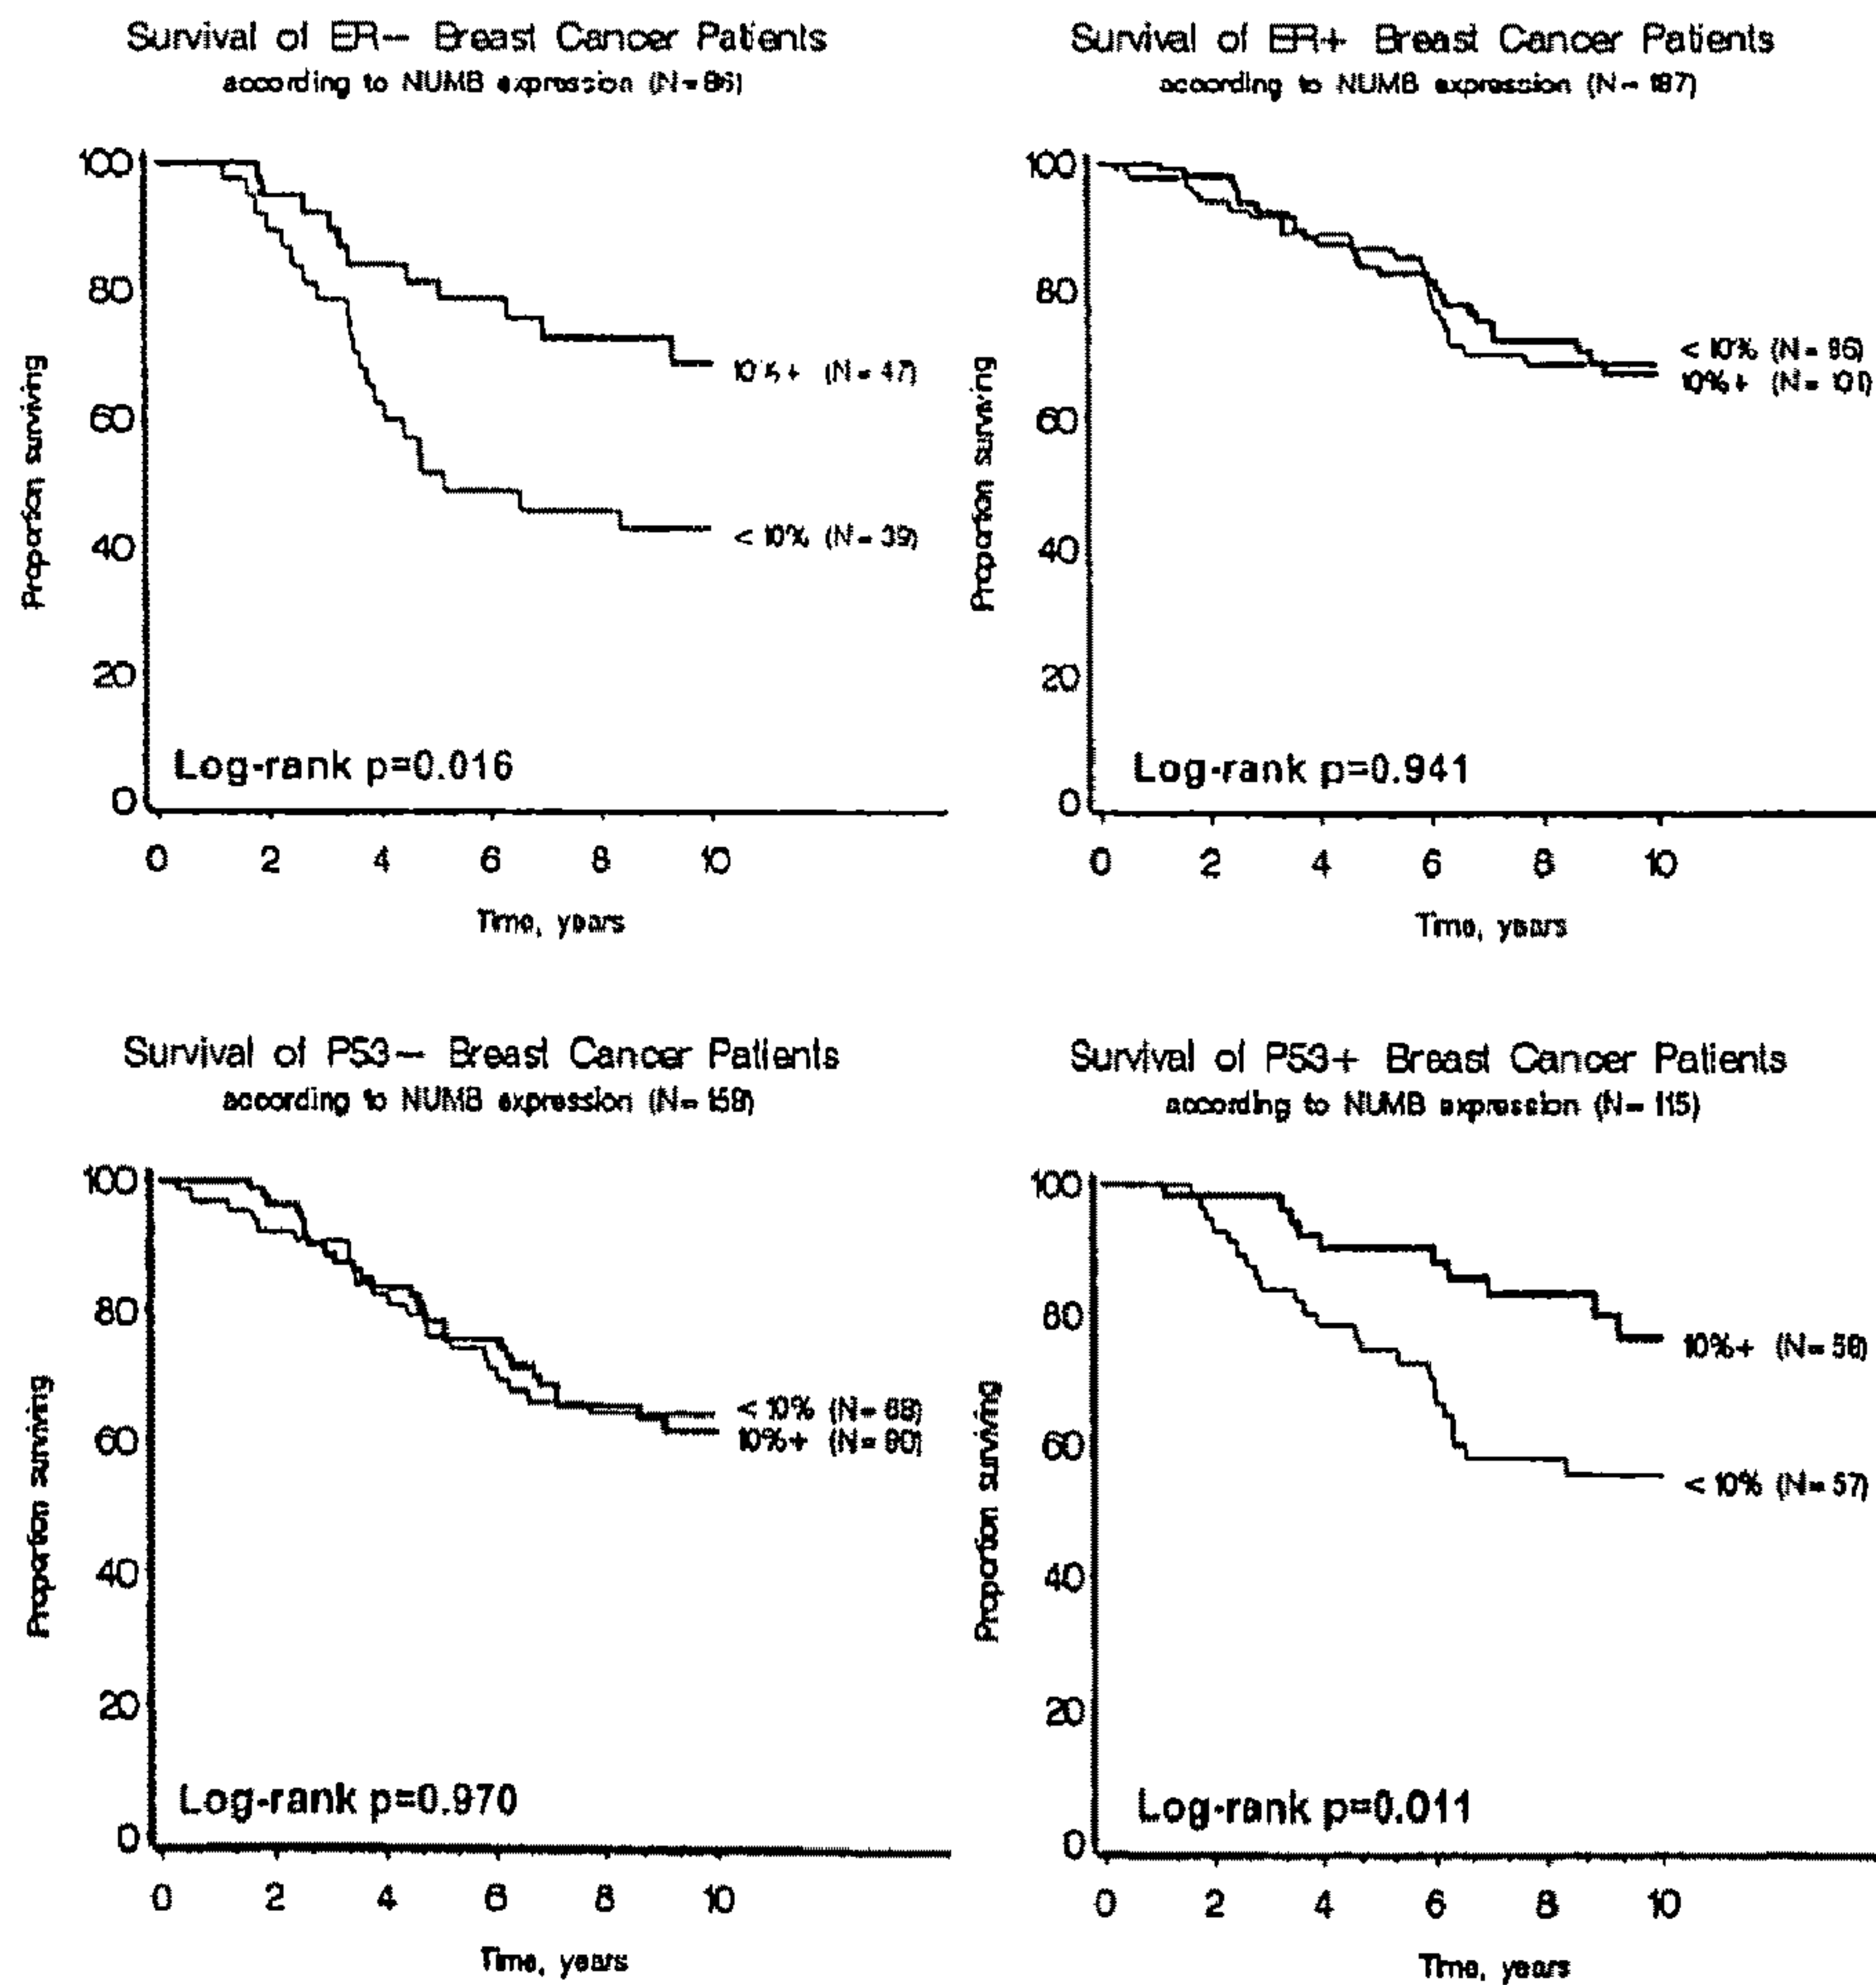 Survival of ER- Breast Cancer Patients
according to NUMB expression (N=86)
100
80
60
40
20
0
Proportion surviving
10%+ (N=47)
<10% (N=39)
Log-rank p=0.016
0 2 4 6 8 10
Time, years
Survival of ER+ Breast Cancer Patients
according to NUMB expression (N=187)
100
80
60
40
20
0
Proportion surviving
<10% (N=86)
10%+ (N=101)
Log-rank p=0.941
0 2 4 6 8 10
Time, years
Survival of P53- Breast Cancer Patients
according to NUMB expression
100
80
60
40
20
0
Proportion surviving
<10%
10%+
Log-rank p=0.970
0 2 4 6 8 10
Time, years
Survival of P53+ Breast Cancer Patients
according to NUMB expression (N=115)
100
80
60
40
20
0
Proportion surviving
10%+ (N=58)
<10% (N=57)
Log-rank p=0.011
0 2 4 6 8 10
Time, years